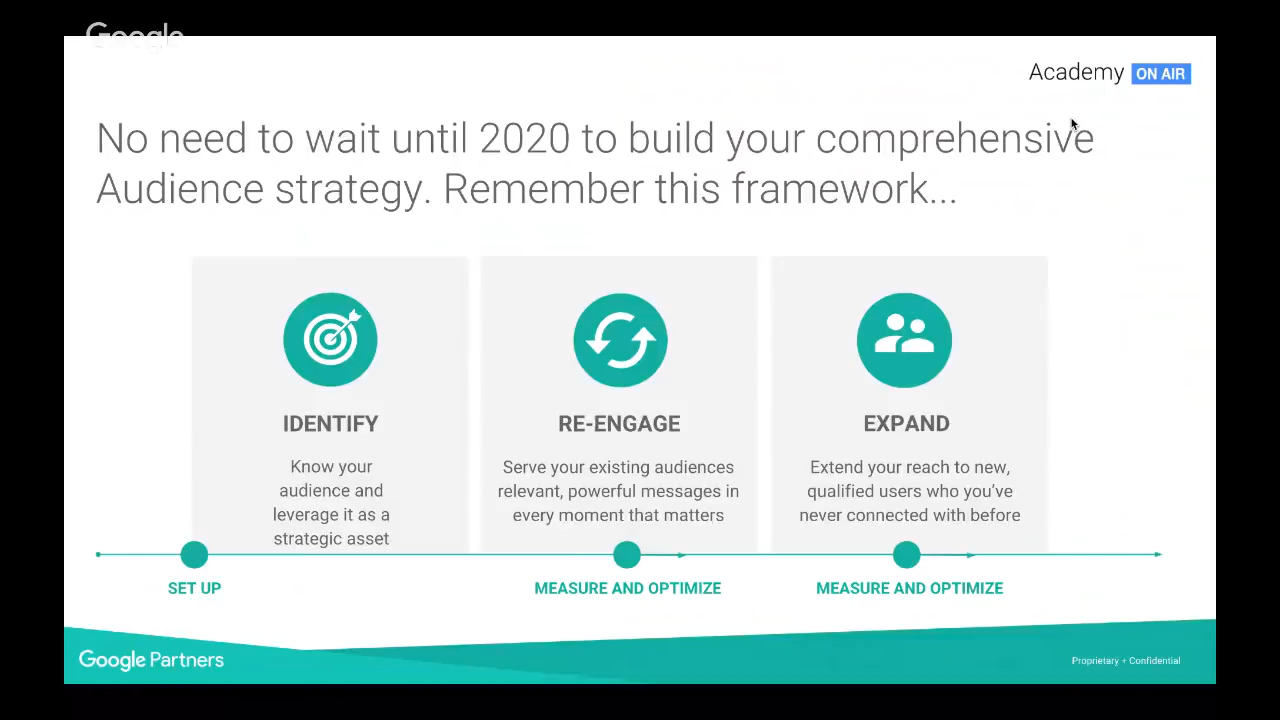 Google
Academy ON AIR
No need to wait until 2020 to build your comprehensive
Audience strategy. Remember this framework...
IDENTIFY
Know your
audience and
leverage it as a
strategic asset
RE-ENGAGE
Serve your existing audiences
relevant, powerful messages in
every moment that matters
EXPAND
Extend your reach to new,
qualified users who you've
never connected with before
SET UP
MEASURE AND OPTIMIZE
MEASURE AND OPTIMIZE
Google Partners
Proprietary + Confidential